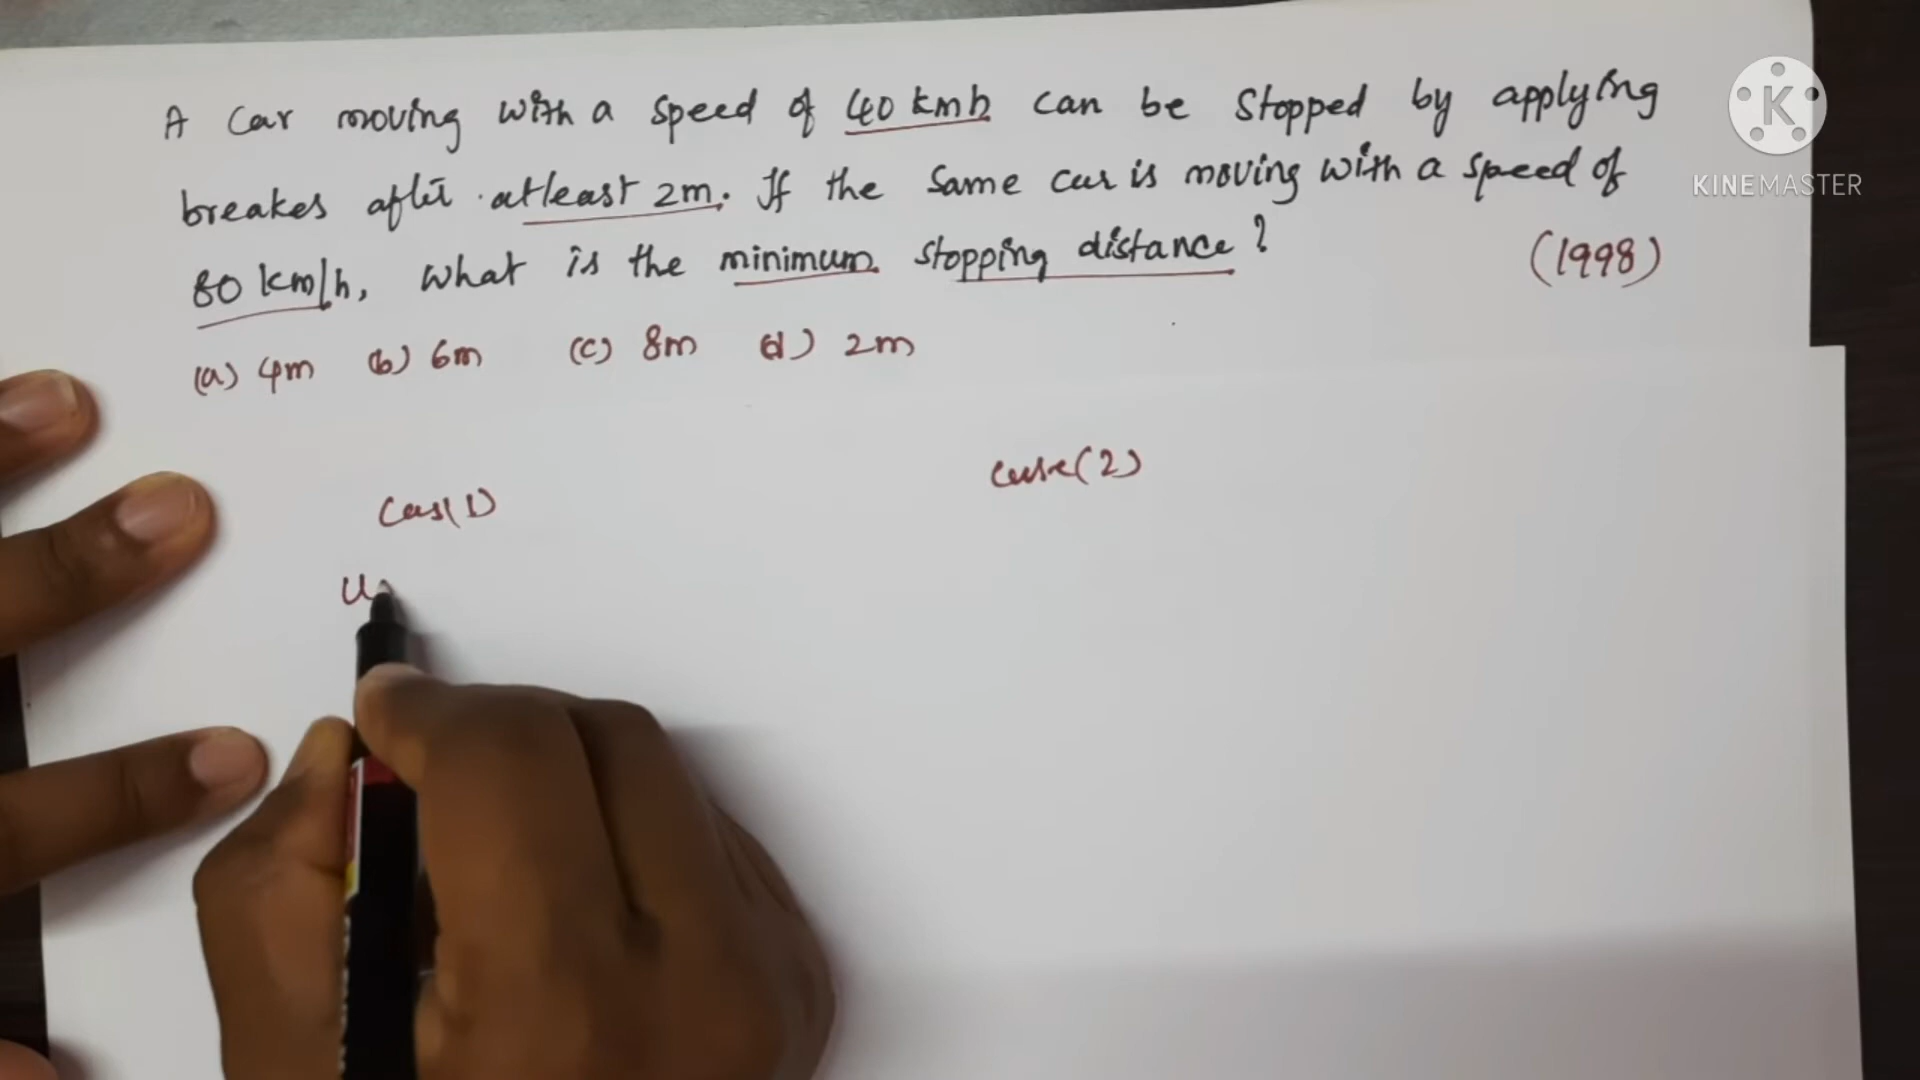 A car moving with a speed of 40 kmh can be stopped by applying
breakes after atleast 2m. If the same car is moving with a speed of
80 km/h, what is the minimum stopping distance?
(1998)
(a) 4m (b) 6m (c) 8m d) 2m
case(2)
Cas(1)
u
K
KINEMASTER